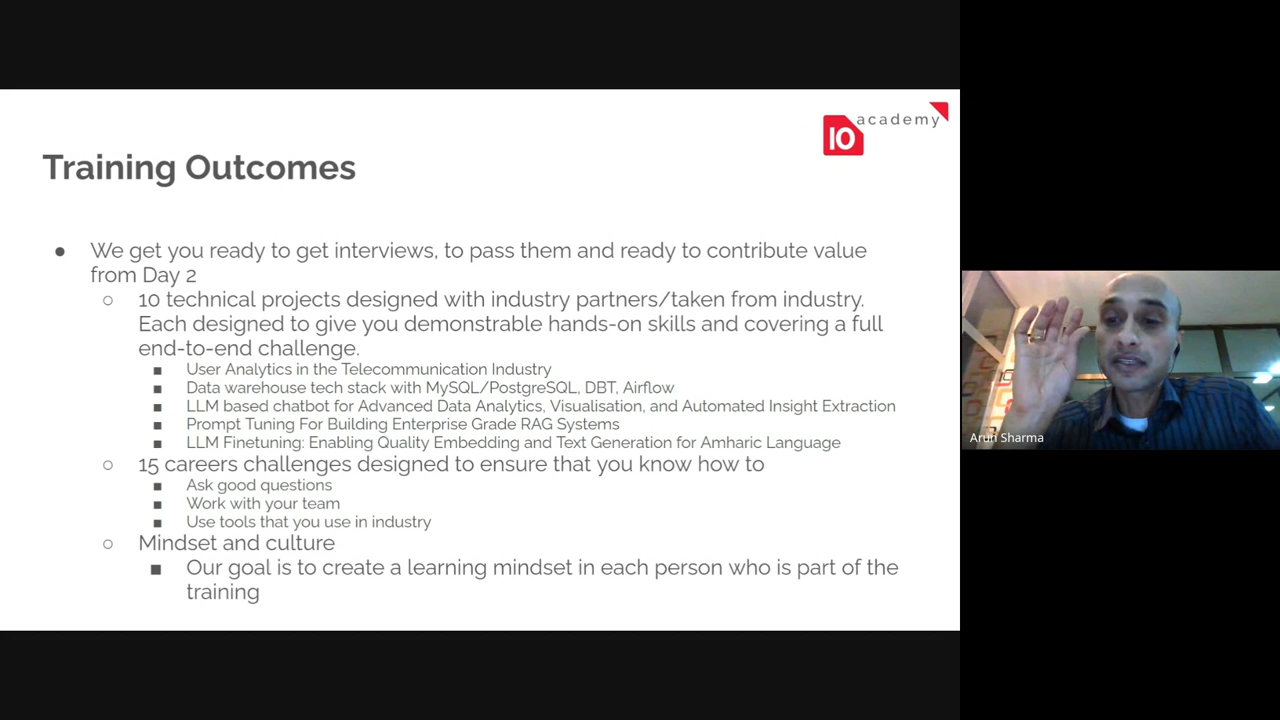 10 academy
Training Outcomes
● We get you ready to get interviews, to pass them and ready to contribute value
from Day 2
○ 10 technical projects designed with industry partners/taken from industry.
Each designed to give you demonstrable hands-on skills and covering a full
end-to-end challenge.
■ User Analytics in the Telecommunication Industry
■ Data warehouse tech stack with MySQL/PostgreSQL, DBT, Airflow
■ LLM based chatbot for Advanced Data Analytics, Visualisation, and Automated Insight Extraction
■ Prompt Tuning For Building Enterprise Grade RAG Systems
■ LLM Finetuning: Enabling Quality Embedding and Text Generation for Amharic Language
○ 15 careers challenges designed to ensure that you know how to
■ Ask good questions
■ Work with your team
■ Use tools that you use in industry
○ Mindset and culture
■ Our goal is to create a learning mindset in each person who is part of the
training
Arun Sharma